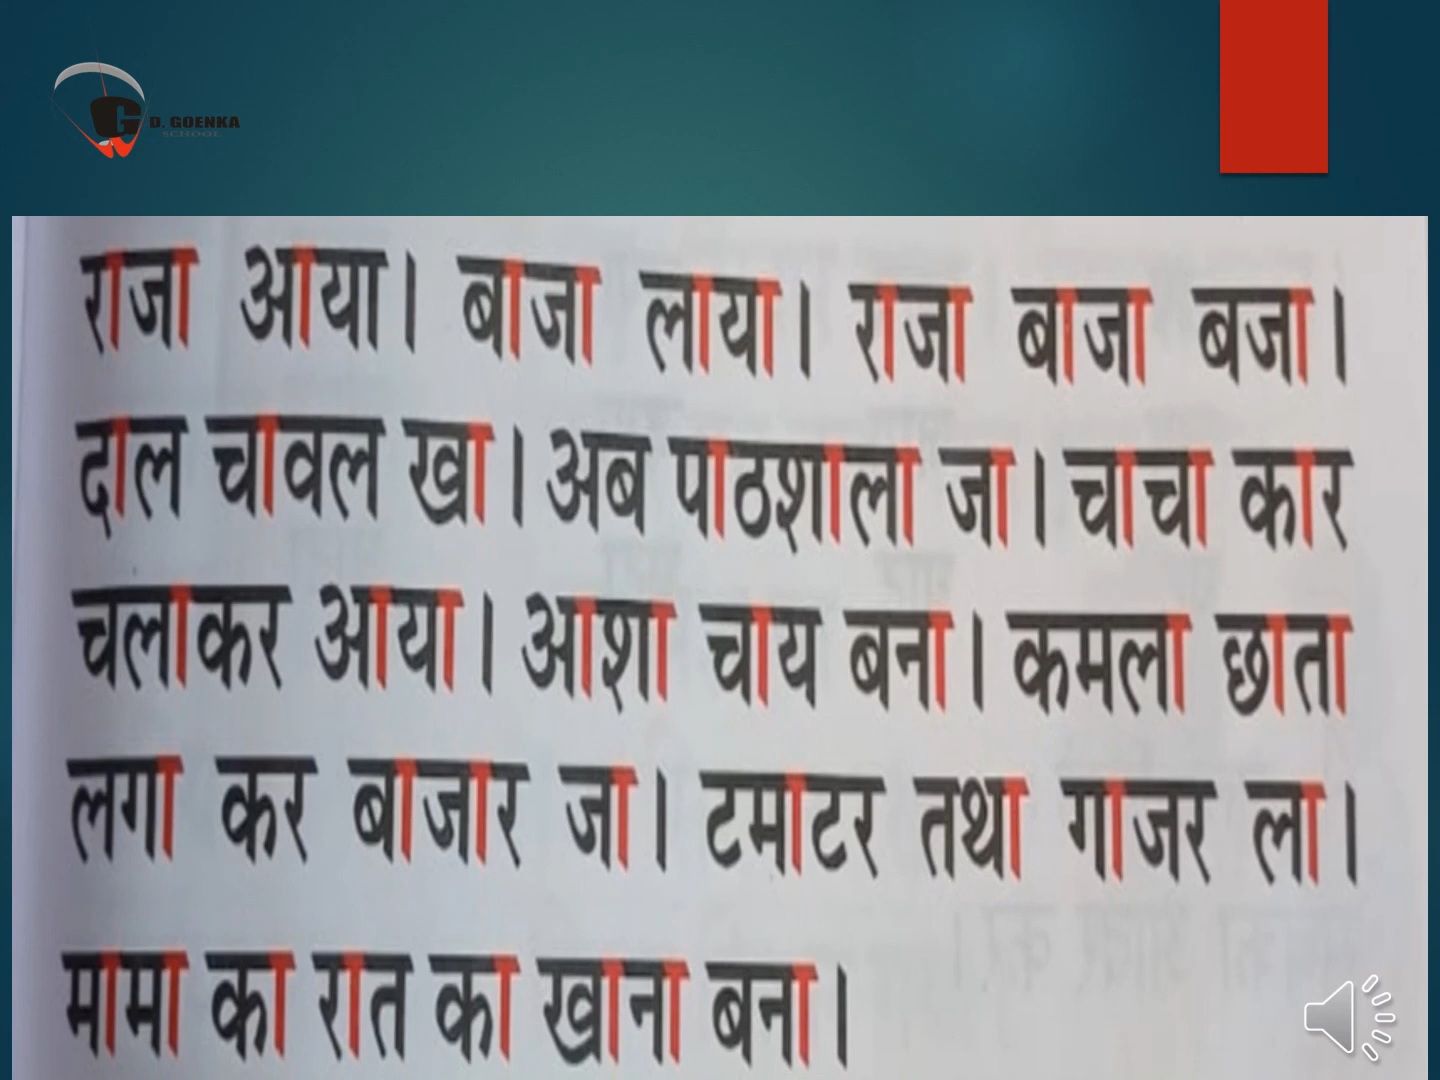 G D. GOENKA
SCHOOL
राजा आया। बाजा लाया। राजा बाजा बजा।
दाल चावल खा। अब पाठशाला जा। चाचा कार
चलाकर आया। आशा चाय बना। कमला छाता
लगा कर बाजार जा। टमाटर तथा गाजर ला।
मामा का रात का खाना बना।